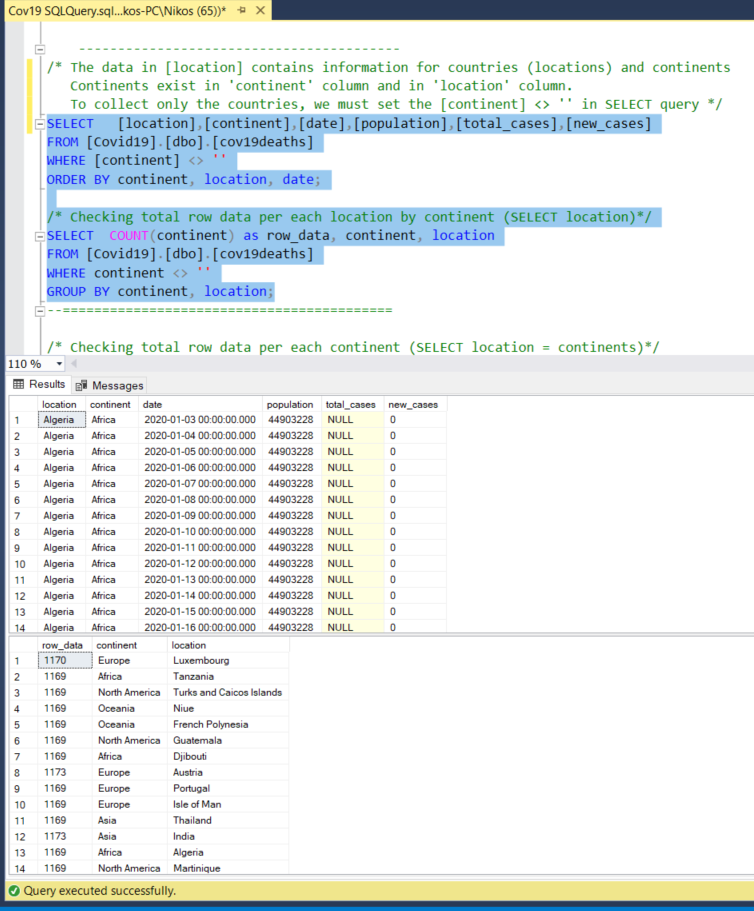 Cov19 SQLQuery.sql...kos-PC\Nikos (65))*
-----------------------------------------
/* The data in [location] contains information for countries (locations) and continents
Continents exist in 'continent' column and in 'location' column.
To collect only the countries, we must set the [continent] <> '' in SELECT query */
SELECT [location],[continent],[date],[population],[total_cases],[new_cases]
FROM [Covid19].[dbo].[cov19deaths]
WHERE [continent] <> ''
ORDER BY continent, location, date;
/* Checking total row data per each location by continent (SELECT location)*/
SELECT COUNT(continent) as row_data, continent, location
FROM [Covid19].[dbo].[cov19deaths]
WHERE continent <> ''
GROUP BY continent, location;
--==========================================
/* Checking total row data per each continent (SELECT location = continents)*/
110 %
Results Messages
location continent date population total_cases new_cases
1 Algeria Africa 2020-01-03 00:00:00.000 44903228 NULL 0
2 Algeria Africa 2020-01-04 00:00:00.000 44903228 NULL 0
3 Algeria Africa 2020-01-05 00:00:00.000 44903228 NULL 0
4 Algeria Africa 2020-01-06 00:00:00.000 44903228 NULL 0
5 Algeria Africa 2020-01-07 00:00:00.000 44903228 NULL 0
6 Algeria Africa 2020-01-08 00:00:00.000 44903228 NULL 0
7 Algeria Africa 2020-01-09 00:00:00.000 44903228 NULL 0
8 Algeria Africa 2020-01-10 00:00:00.000 44903228 NULL 0
9 Algeria Africa 2020-01-11 00:00:00.000 44903228 NULL 0
10 Algeria Africa 2020-01-12 00:00:00.000 44903228 NULL 0
11 Algeria Africa 2020-01-13 00:00:00.000 44903228 NULL 0
12 Algeria Africa 2020-01-14 00:00:00.000 44903228 NULL 0
13 Algeria Africa 2020-01-15 00:00:00.000 44903228 NULL 0
14 Algeria Africa 2020-01-16 00:00:00.000 44903228 NULL 0
row_data continent location
1 1170 Europe Luxembourg
2 1169 Africa Tanzania
3 1169 North America Turks and Caicos Islands
4 1169 Oceania Niue
5 1169 Oceania French Polynesia
6 1169 North America Guatemala
7 1169 Africa Djibouti
8 1173 Europe Austria
9 1169 Europe Portugal
10 1169 Europe Isle of Man
11 1169 Asia Thailand
12 1173 Asia India
13 1169 Africa Algeria
14 1169 North America Martinique
Query executed successfully.